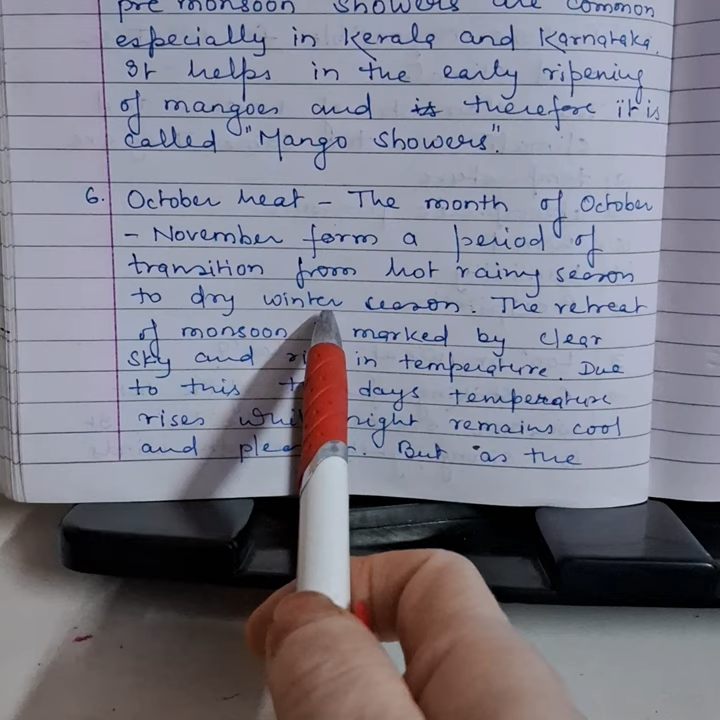 pre monsoon showers are common
especially in Kerala and Karnataka.
It helps in the early ripening
of mangoes and therefore it is
called "Mango showers".
6. October heat - The month of October
- November form a period of
transition from hot rainy season
to dry winter season. The retreat
of monsoon marked by clear
sky and in temperature. Due
to this days temperature
rises night remains cool
and But as the